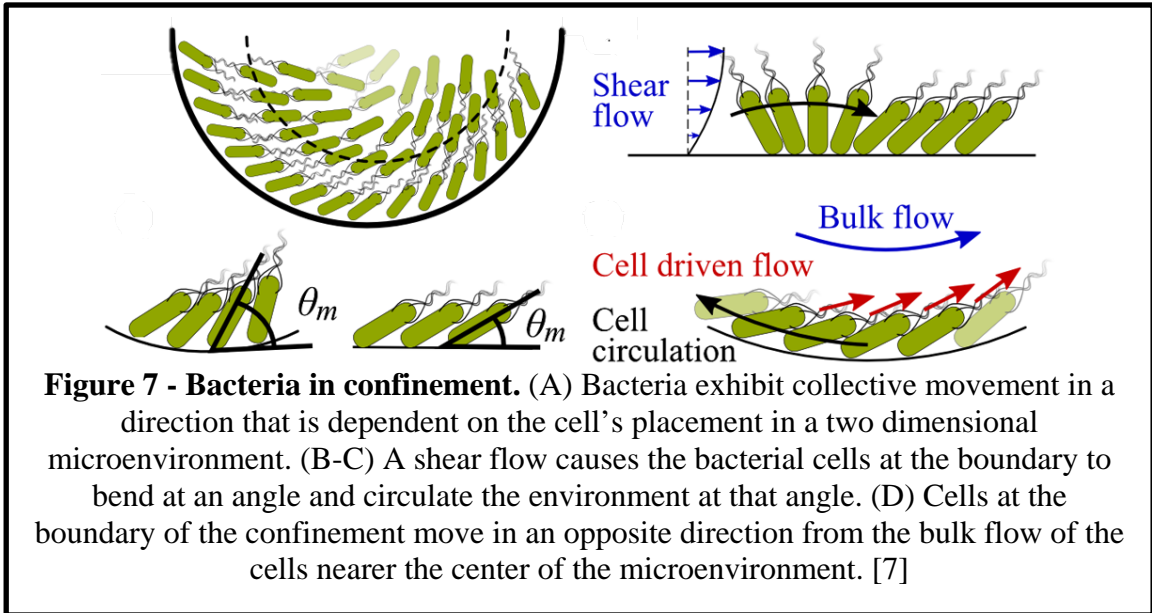 Shear
flow
θm
θm
Bulk flow
Cell driven flow
Cell
circulation
Figure 7 - Bacteria in confinement. (A) Bacteria exhibit collective movement in a
direction that is dependent on the cell’s placement in a two dimensional
microenvironment. (B-C) A shear flow causes the bacterial cells at the boundary to
bend at an angle and circulate the environment at that angle. (D) Cells at the
boundary of the confinement move in an opposite direction from the bulk flow of the
cells nearer the center of the microenvironment. [7]